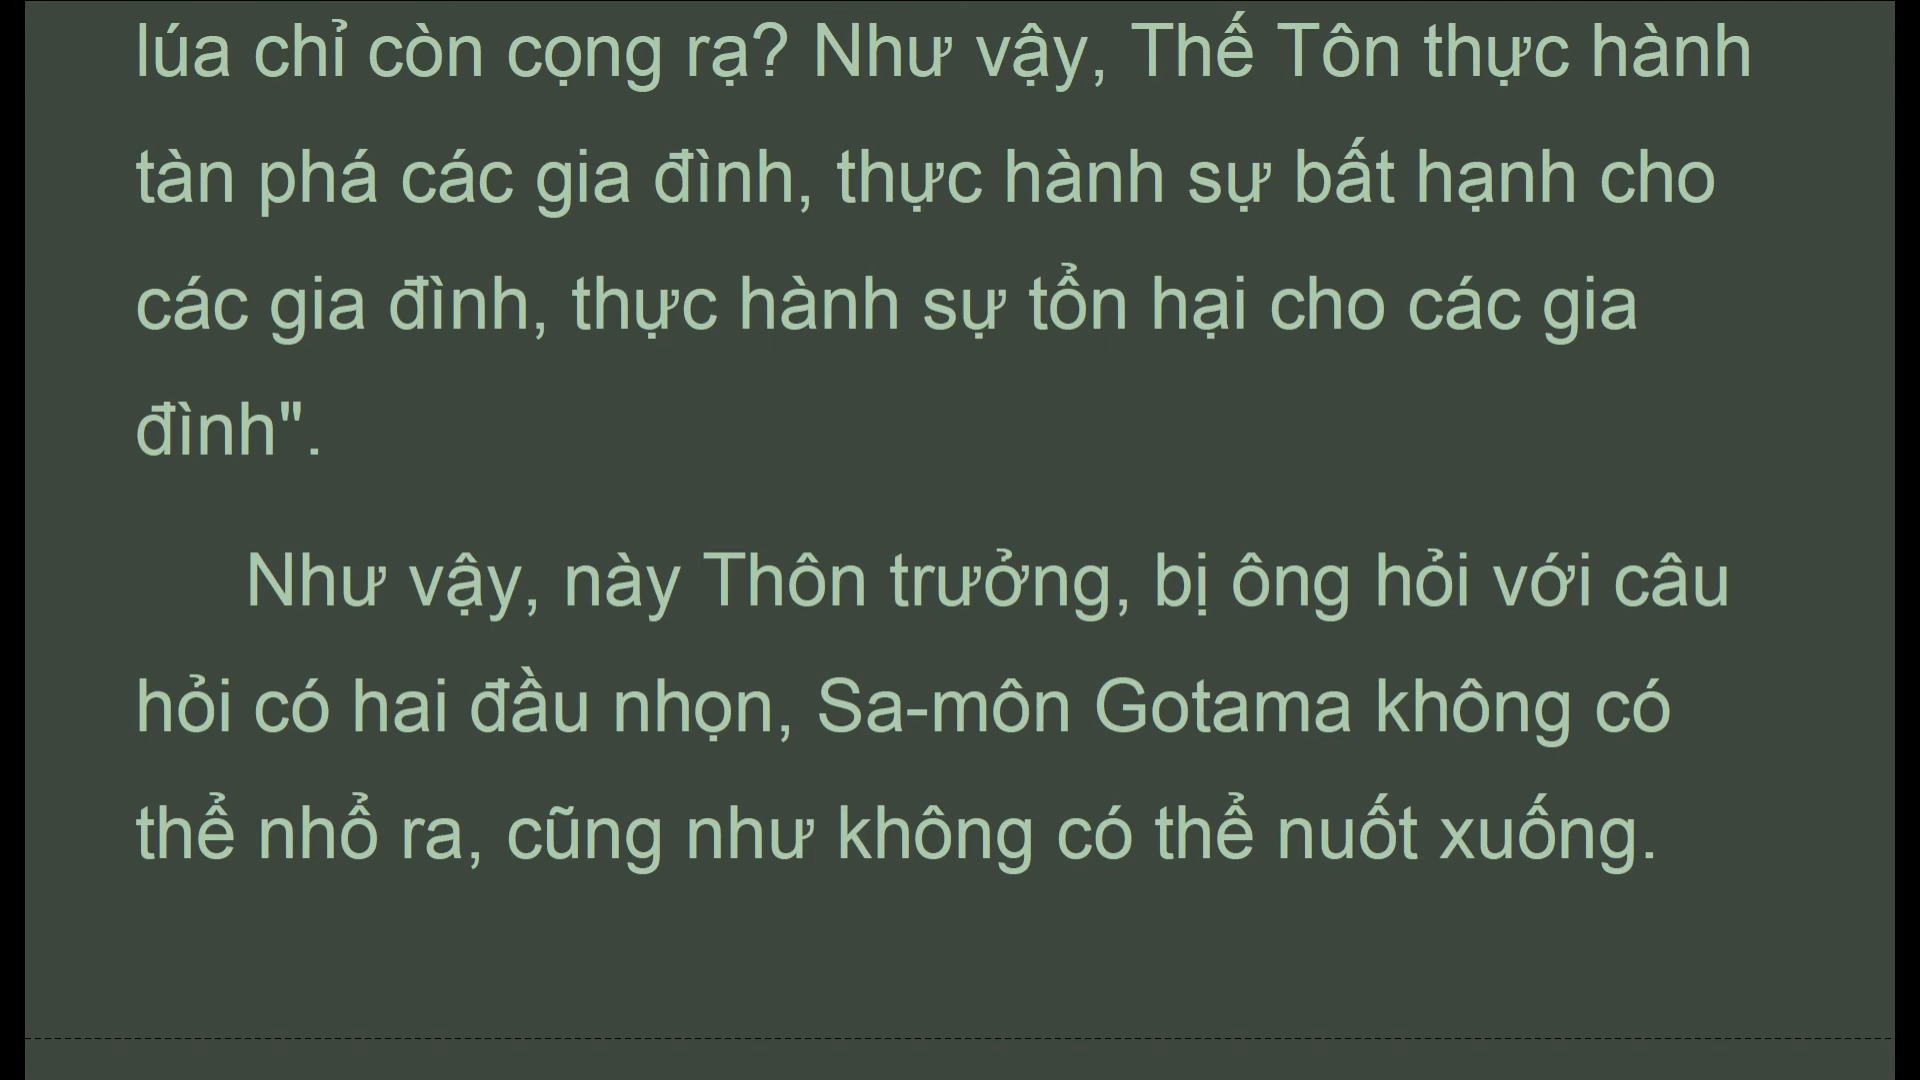 lúa chỉ còn cọng rạ? Như vậy, Thế Tôn thực hành
tàn phá các gia đình, thực hành sự bất hạnh cho
các gia đình, thực hành sự tổn hại cho các gia
đình".
Như vậy, này Thôn trưởng, bị ông hỏi với câu
hỏi có hai đầu nhọn, Sa-môn Gotama không có
thể nhổ ra, cũng như không có thể nuốt xuống.